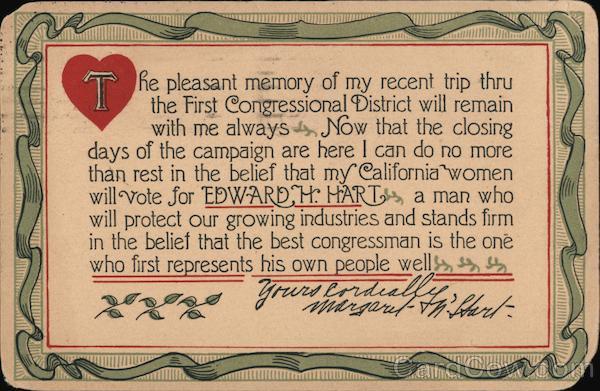 The pleasant memory of my recent trip thru
the First Congressional District will remain
with me always Now that the closing
days of the campaign are here I can do no more
than rest in the belief that my California women
will vote for EDWARD H. HART a man who
will protect our growing industries and stands firm
in the belief that the best congressman is the one
who first represents his own people well
Yours Cordially
Margaret M. Hart.
CardCow.com